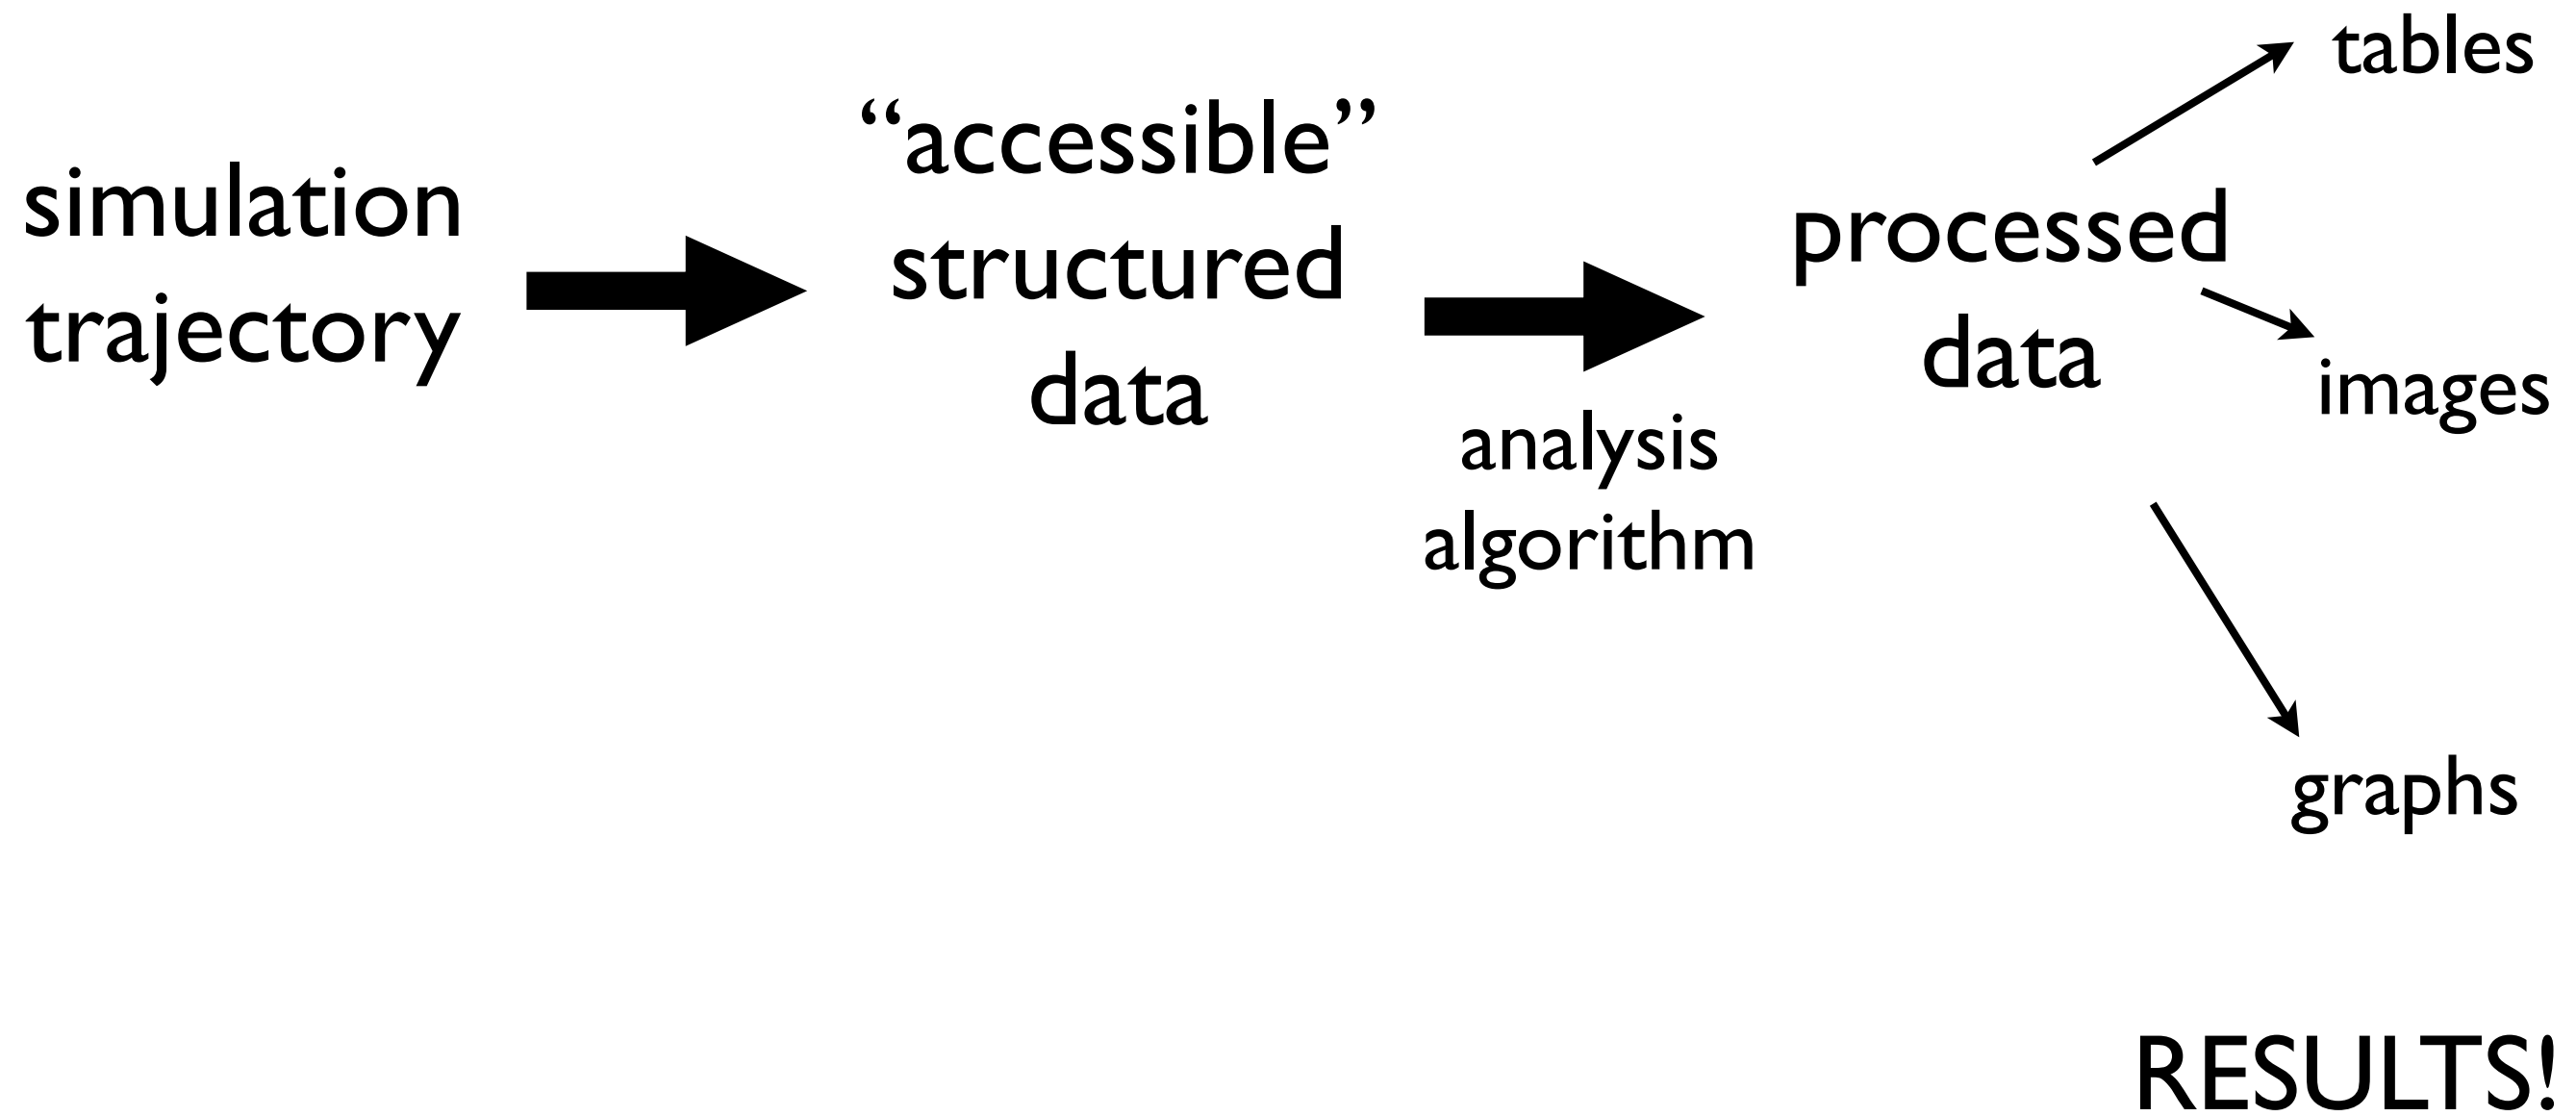 simulation
trajectory
“accessible”
structured
data
analysis
algorithm
processed
data
tables
images
graphs
RESULTS!